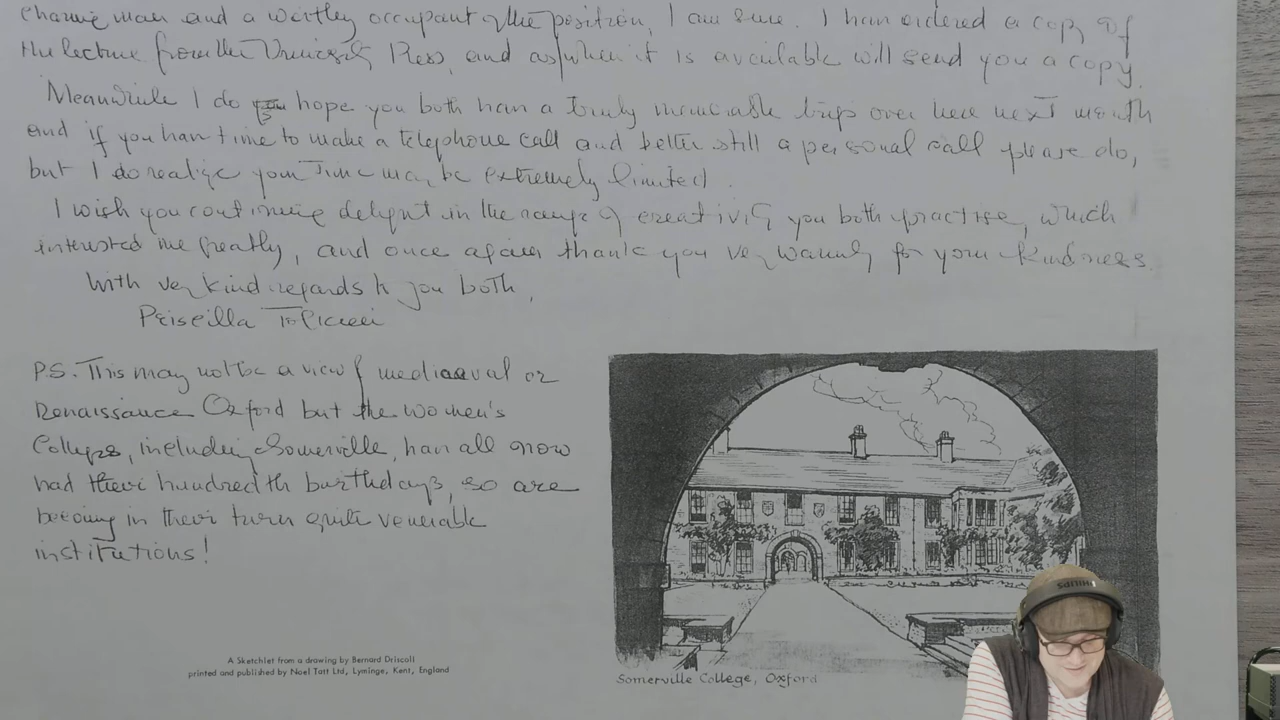 charming man and a worthy occupant of the position, I am sure. I have ordered a copy of
the lecture from the University Press, and as/when it is available will send you a copy.
Meanwhile I do hope you both have a truly memorable trip over here next month
and if you have time to make a telephone call and better still a personal call please do,
but I do realize your time may be extremely limited.
I wish you continuing delight in the range of creativity you both practise, which
interested me greatly, and once again thank you very warmly for your kindness.
With very kind regards to you both,
Priscilla Tolkien
P.S. This may not be a view of mediaeval or
Renaissance Oxford but the Women's
Colleges, including Somerville, have all now
had their hundredth birthdays, so are
becoming in their turn quite venerable
institutions!
A Sketchlet from a drawing by Bernard Driscoll
printed and published by Noel Tatt Ltd, Lyminge, Kent, England
Somerville College, Oxford
PHILIPS